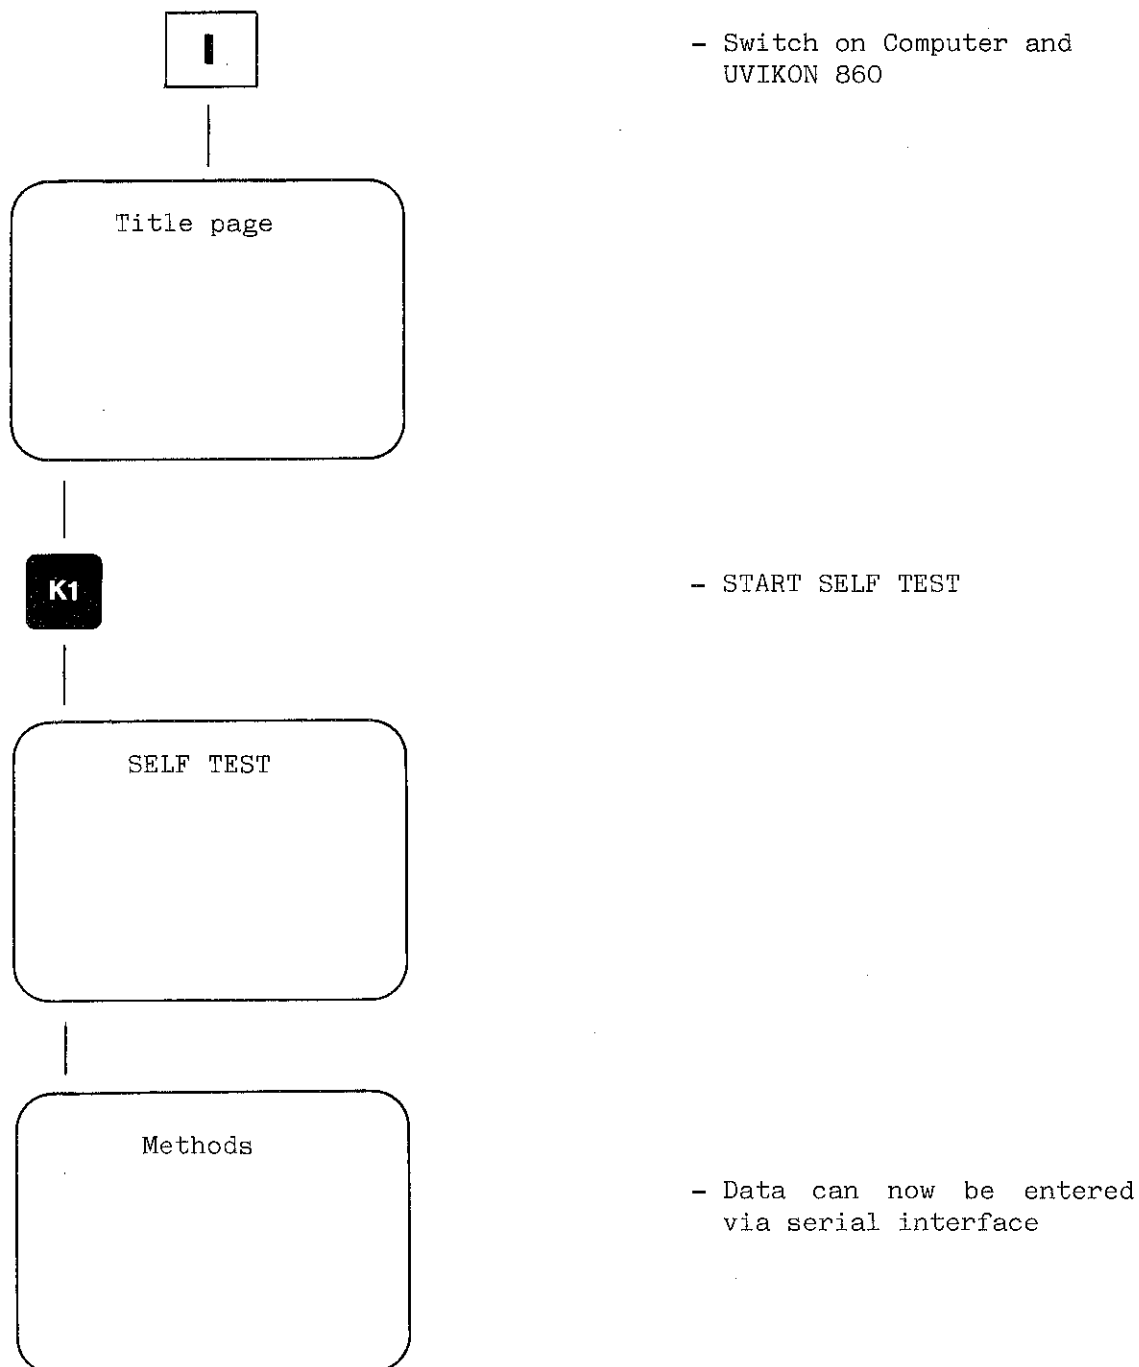 I
- Switch on Computer and
UVIKON 860
Title page
K1
- START SELF TEST
SELF TEST
Methods
- Data can now be entered
via serial interface